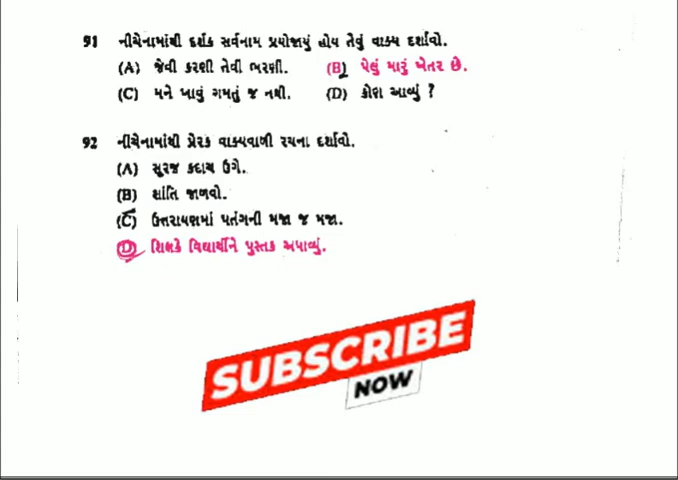 91 નીચેનામાંથી દર્શક સર્વનામ પ્રયોજાયું હોય તેવું વાક્ય દર્શાવો.
(A) જેવી કરણી તેવી ભરણી. (B) પેલું મારું ખેતર છે.
(C) મને ખાવું ગમતું જ નથી. (D) કોણ આવ્યું ?
92 નીચેનામાંથી પ્રેરક વાક્યવાળી રચના દર્શાવો.
(A) સૂરજ કદાચ ઉગે.
(B) શાંતિ જાળવો.
(C) ઉત્તરાયણમાં પતંગની મજા જ મજા.
(D) શિક્ષકે વિદ્યાર્થીને પુસ્તક અપાવ્યું.
SUBSCRIBE
NOW